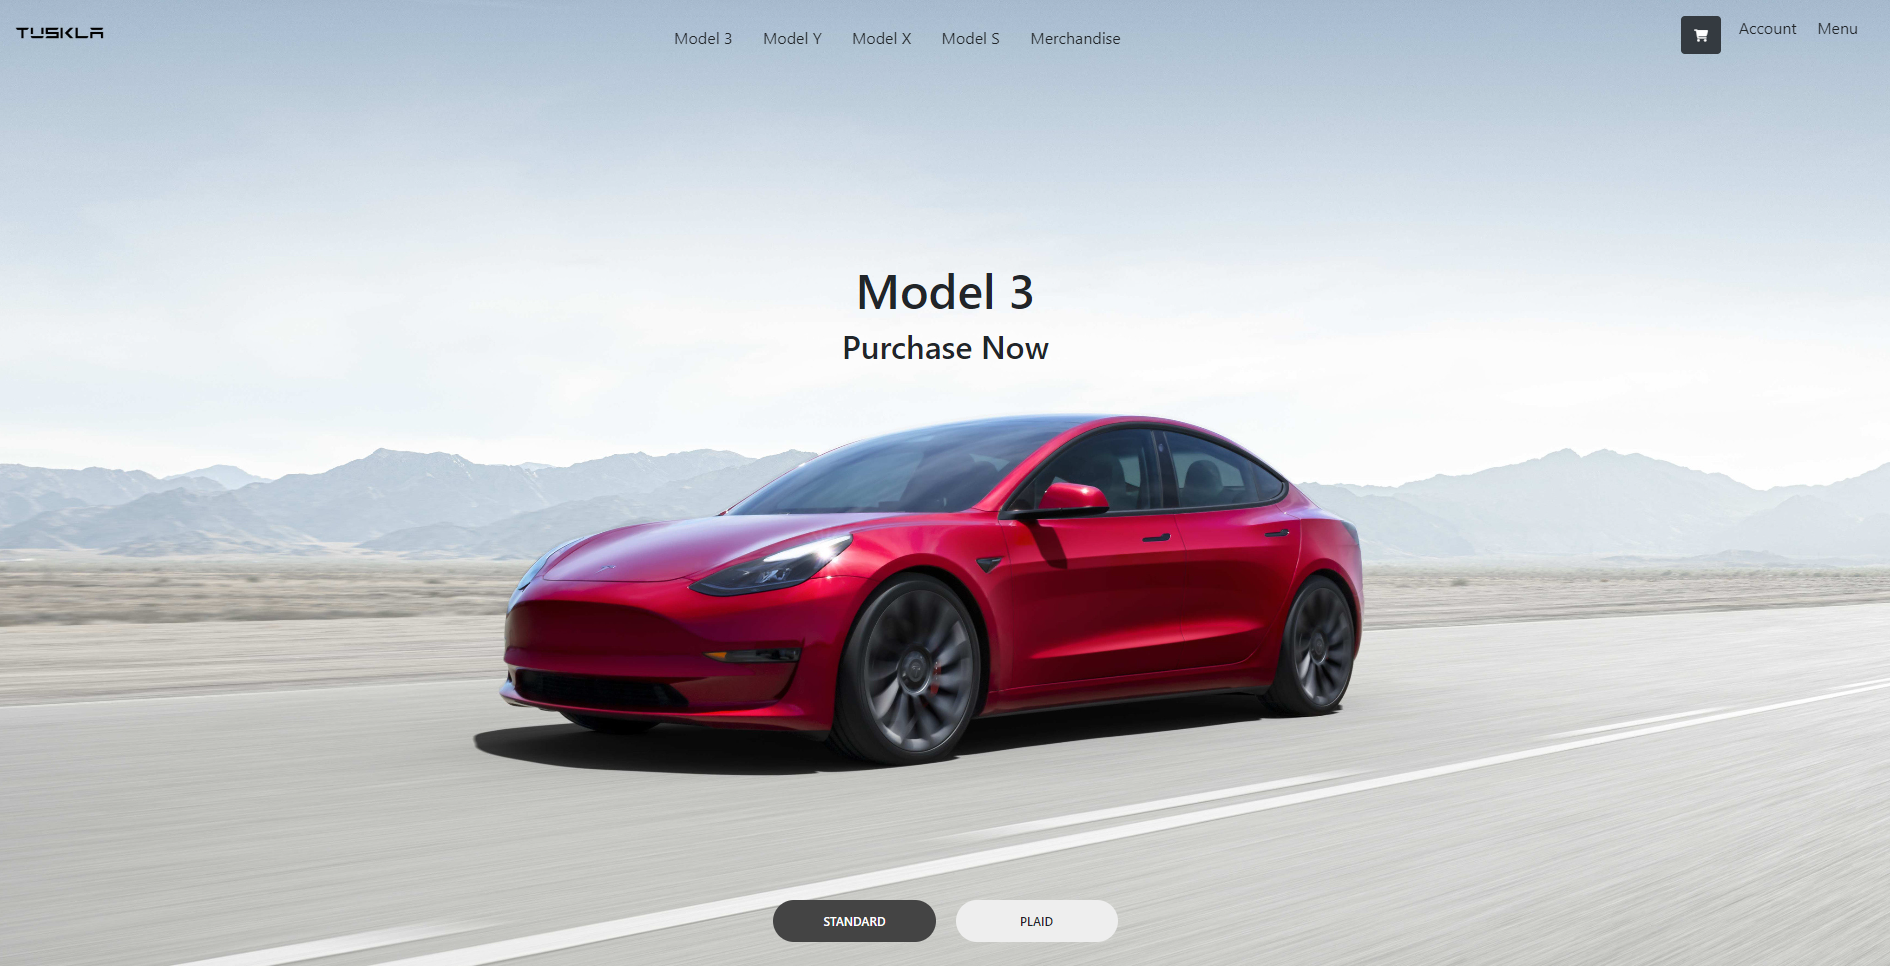 TUSKLA
Model 3 Model Y Model X Model S Merchandise
Account Menu
Model 3
Purchase Now
STANDARD PLAID